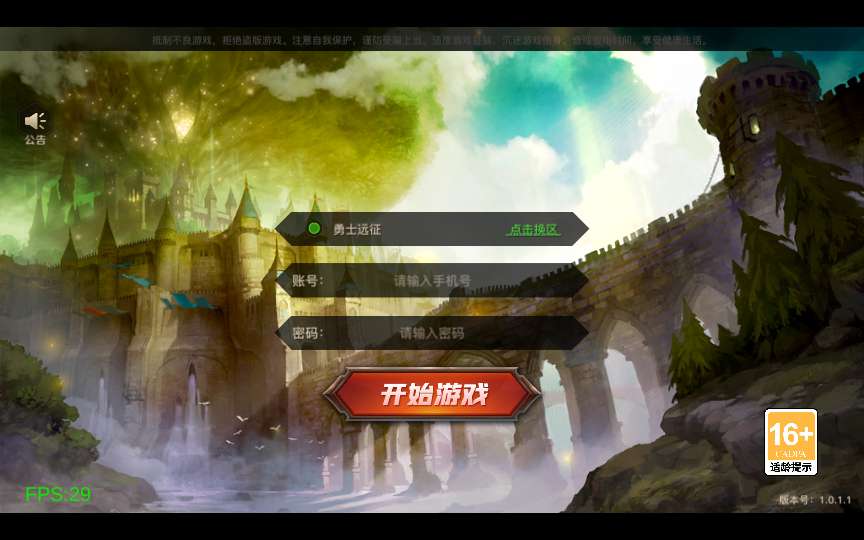 抵制不良游戏，拒绝盗版游戏。注意自我保护，谨防受骗上当。适度游戏益脑，沉迷游戏伤身。合理安排时间，享受健康生活。
公告
勇士远征 点击换区
账号： 请输入手机号
密码： 请输入密码
开始游戏
16+
CADPA
适龄提示
FPS:29
版本号：1.0.1.1